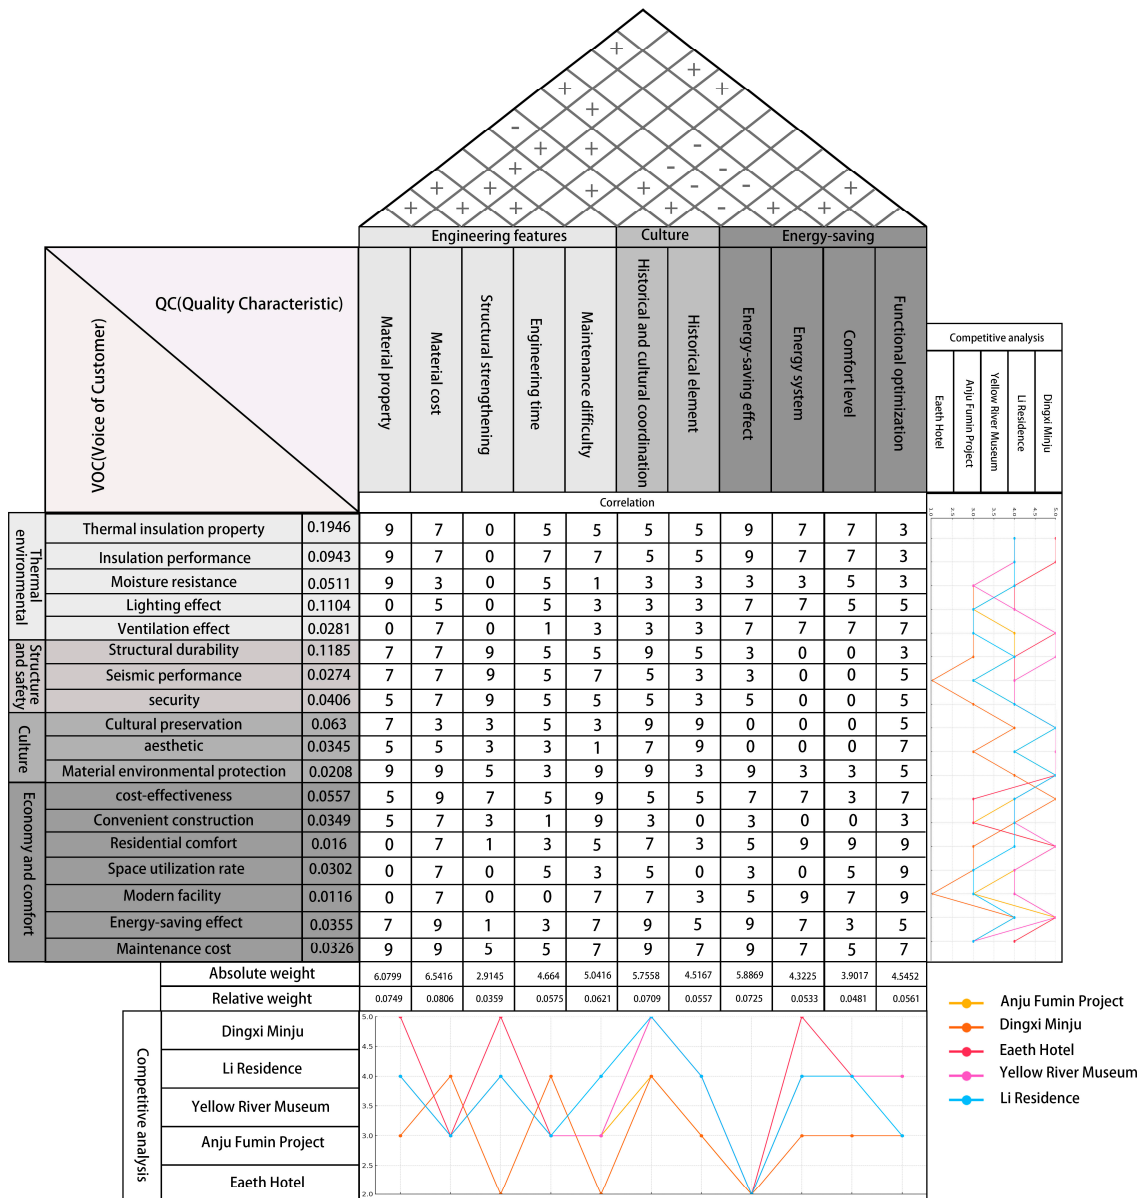 +
+
+ +
+
-
+ + -
+ - -
+ + + + - - +
+ + + + - + +
Engineering features Culture Energy-saving
QC(Quality Characteristic)
VOC(Voice of Customer)
Material property
Material cost
Structural strengthening
Engineering time
Maintenance difficulty
Historical and cultural coordination
Historical element
Energy-saving effect
Energy system
Comfort level
Functional optimization
Competitive analysis
Eaeth Hotel
Anju Fumin Project
Yellow River Museum
Li Residence
Dingxi Minju
Correlation
1.0 2.5 3.0 3.5 4.0 4.5 5.0
Thermal
environmental
Thermal insulation property 0.1946 9 7 0 5 5 5 5 9 7 7 3
Insulation performance 0.0943 9 7 0 7 7 5 5 9 7 7 3
Moisture resistance 0.0511 9 3 0 5 1 3 3 3 3 5 3
Lighting effect 0.1104 0 5 0 5 3 3 3 7 7 5 5
Ventilation effect 0.0281 0 7 0 1 3 3 3 7 7 7 7
Structure
and safety
Structural durability 0.1185 7 7 9 5 5 9 5 3 0 0 3
Seismic performance 0.0274 7 7 9 5 7 5 3 3 0 0 5
security 0.0406 5 7 9 5 5 5 3 5 0 0 5
Culture
Cultural preservation 0.063 7 3 3 5 3 9 9 0 0 0 5
aesthetic 0.0345 5 5 3 3 1 7 9 0 0 0 7
Material environmental protection 0.0208 9 9 5 3 9 9 3 9 3 3 5
Economy and comfort
cost-effectiveness 0.0557 5 9 7 5 9 5 5 7 7 3 7
Convenient construction 0.0349 5 7 3 1 9 3 0 3 0 0 3
Residential comfort 0.016 0 7 1 3 5 7 3 5 9 9 9
Space utilization rate 0.0302 0 7 0 5 3 5 0 3 0 5 9
Modern facility 0.0116 0 7 0 0 7 7 3 5 9 7 9
Energy-saving effect 0.0355 7 9 1 3 7 9 5 9 7 3 5
Maintenance cost 0.0326 9 9 5 5 7 9 7 9 7 5 7
Absolute weight 6.0799 6.5416 2.9145 4.664 5.0416 5.7558 4.5167 5.8869 4.3225 3.9017 4.5452
Relative weight 0.0749 0.0806 0.0359 0.0575 0.0621 0.0709 0.0557 0.0725 0.0533 0.0481 0.0561
Competitive analysis
Dingxi Minju
Li Residence
Yellow River Museum
Anju Fumin Project
Eaeth Hotel
5.0
4.5
4.0
3.5
3.0
2.5
2.0
Anju Fumin Project
Dingxi Minju
Eaeth Hotel
Yellow River Museum
Li Residence